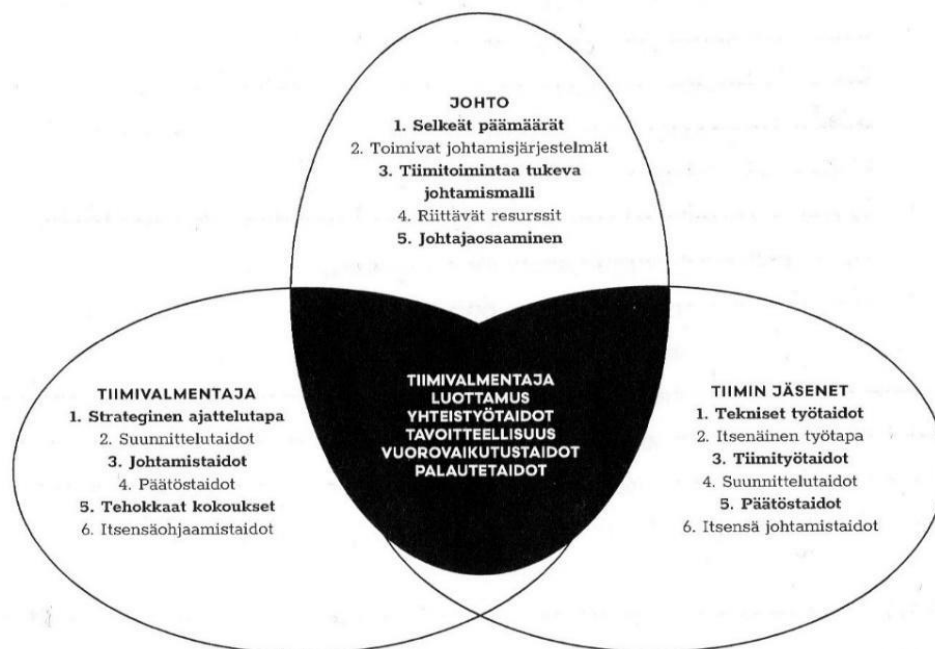 JOHTO
1. Selkeät päämäärät
2. Toimivat johtamisjärjestelmät
3. Tiimitoimintaa tukeva
johtamismalli
4. Riittävät resurssit
5. Johtajaosaaminen
TIIMIVALMENTAJA
1. Strateginen ajattelutapa
2. Suunnittelutaidot
3. Johtamistaidot
4. Päätöstaidot
5. Tehokkaat kokoukset
6. Itsensäohjaamistaidot
TIIMIVALMENTAJA
LUOTTAMUS
YHTEISTYÖTAIDOT
TAVOITTEELLISUUS
VUOROVAIKUTUSTAIDOT
PALAUTETAIDOT
TIIMIN JÄSENET
1. Tekniset työtaidot
2. Itsenäinen työtapa
3. Tiimityötaidot
4. Suunnittelutaidot
5. Päätöstaidot
6. Itsensä johtamistaidot